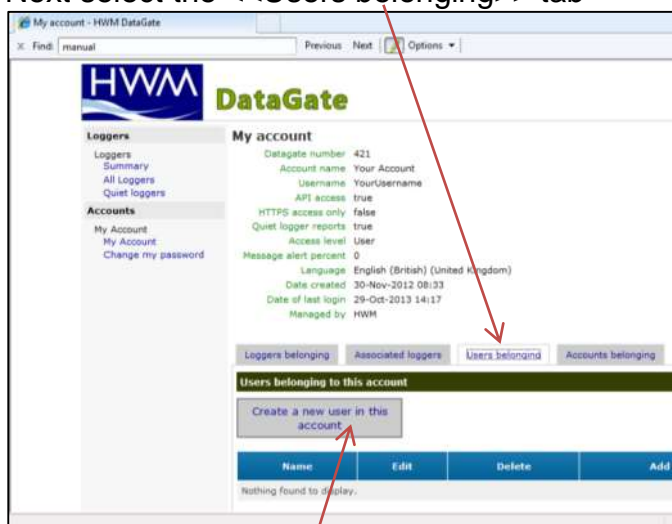 Next select the <<Users belonging>> tab
My account - HWM DataGate
x Find: manual Previous Next Options
HWM DataGate
Loggers
Loggers
Summary
All Loggers
Quiet loggers
Accounts
My Account
My Account
Change my password
My account
Datagate number 421
Account name Your Account
Username YourUsername
API access true
HTTPS access only false
Quiet logger reports true
Access level User
Message alert percent 0
Language English (British) (United Kingdom)
Date created 30-Nov-2012 08:33
Date of last login 29-Oct-2013 14:17
Managed by HWM
Loggers belonging Associated loggers Users belonging Accounts belonging
Users belonging to this account
Create a new user in this
account
Name Edit Delete Add
Nothing found to display.